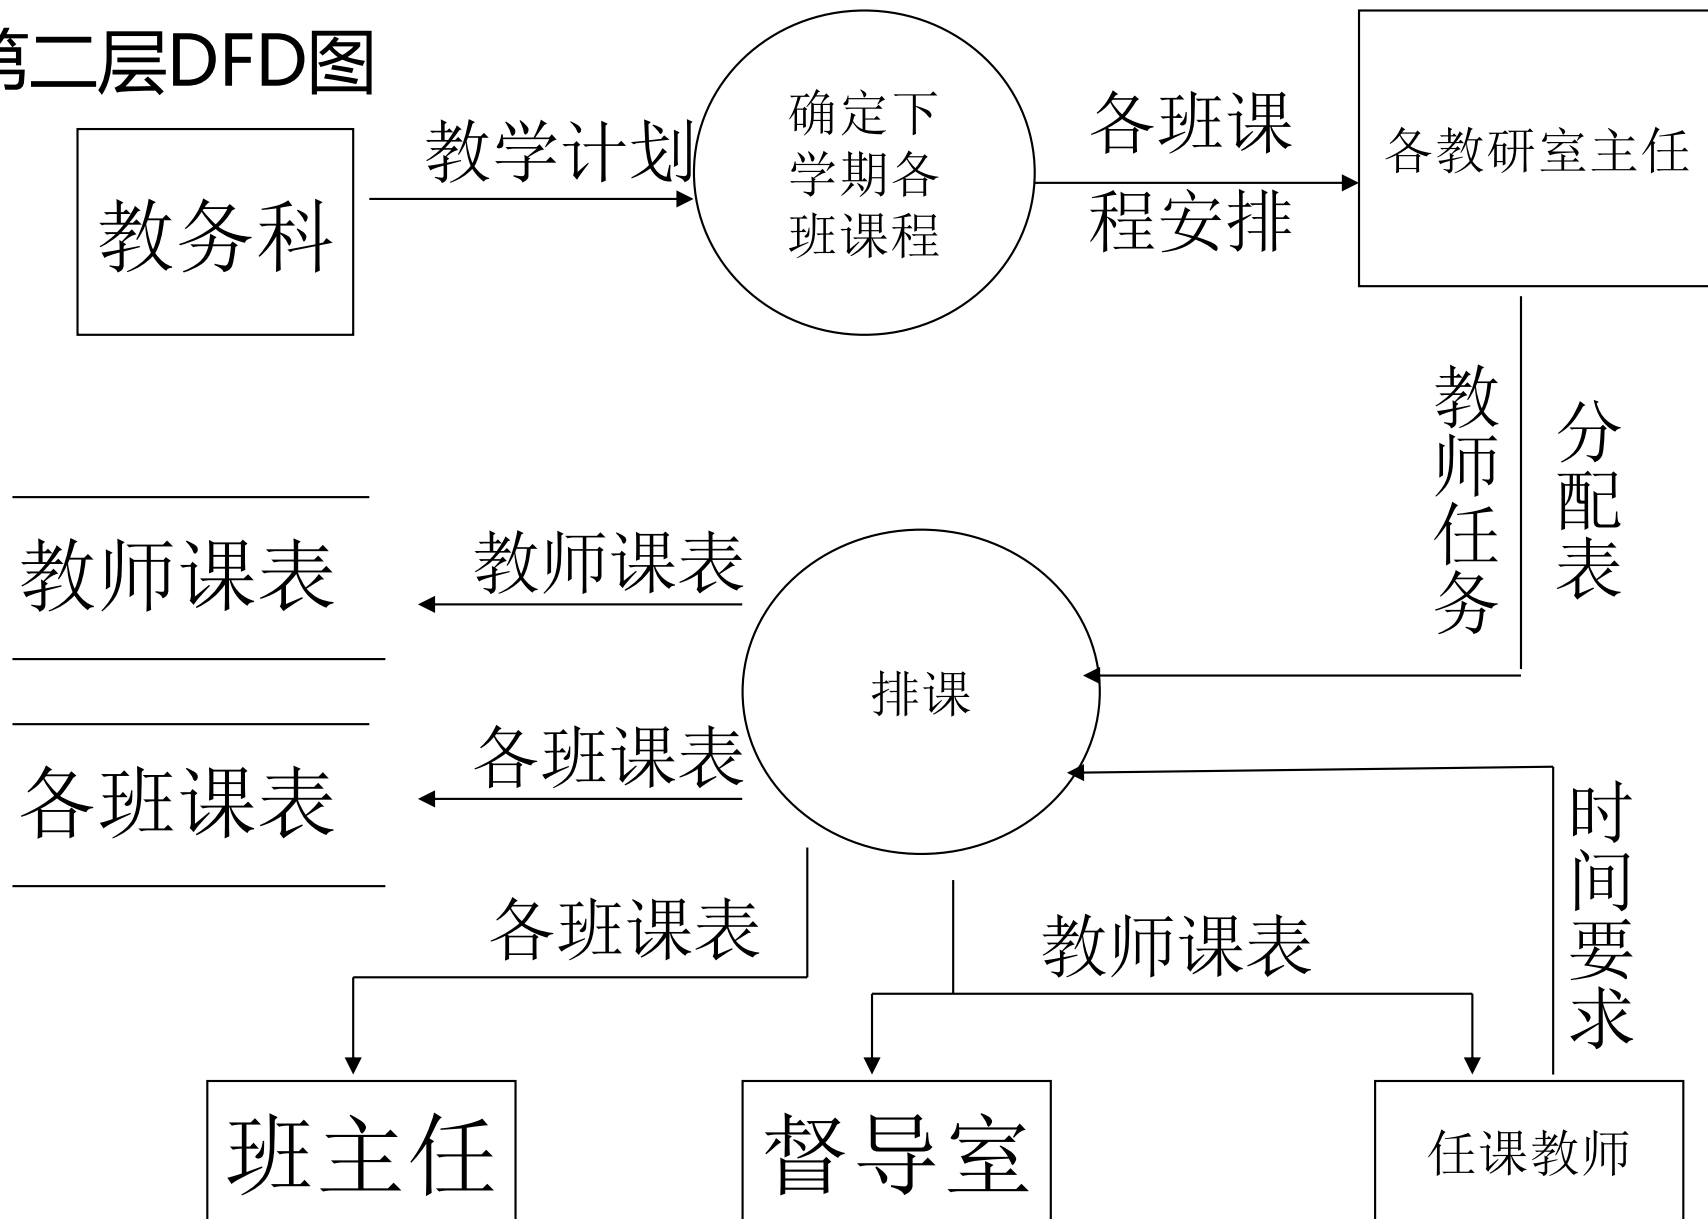 第二层DFD图
教务科
教学计划
确定下
学期各
班课程
各班课
程安排
各教研室主任
教师任务
分配表
教师课表
教师课表
排课
各班课表
各班课表
时间要求
各班课表
教师课表
班主任
督导室
任课教师